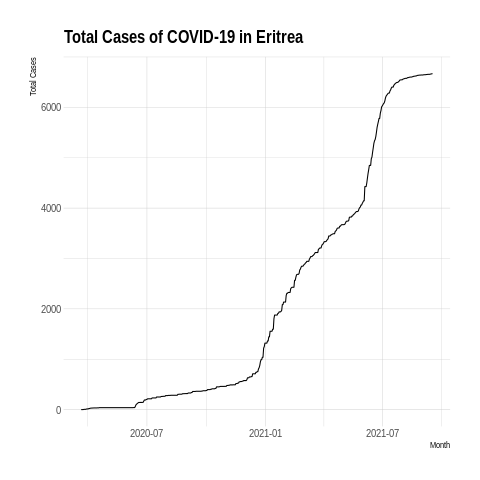 Total Cases of COVID-19 in Eritrea
Total Cases
6000
4000
2000
0
2020-07
2021-01
2021-07
Month